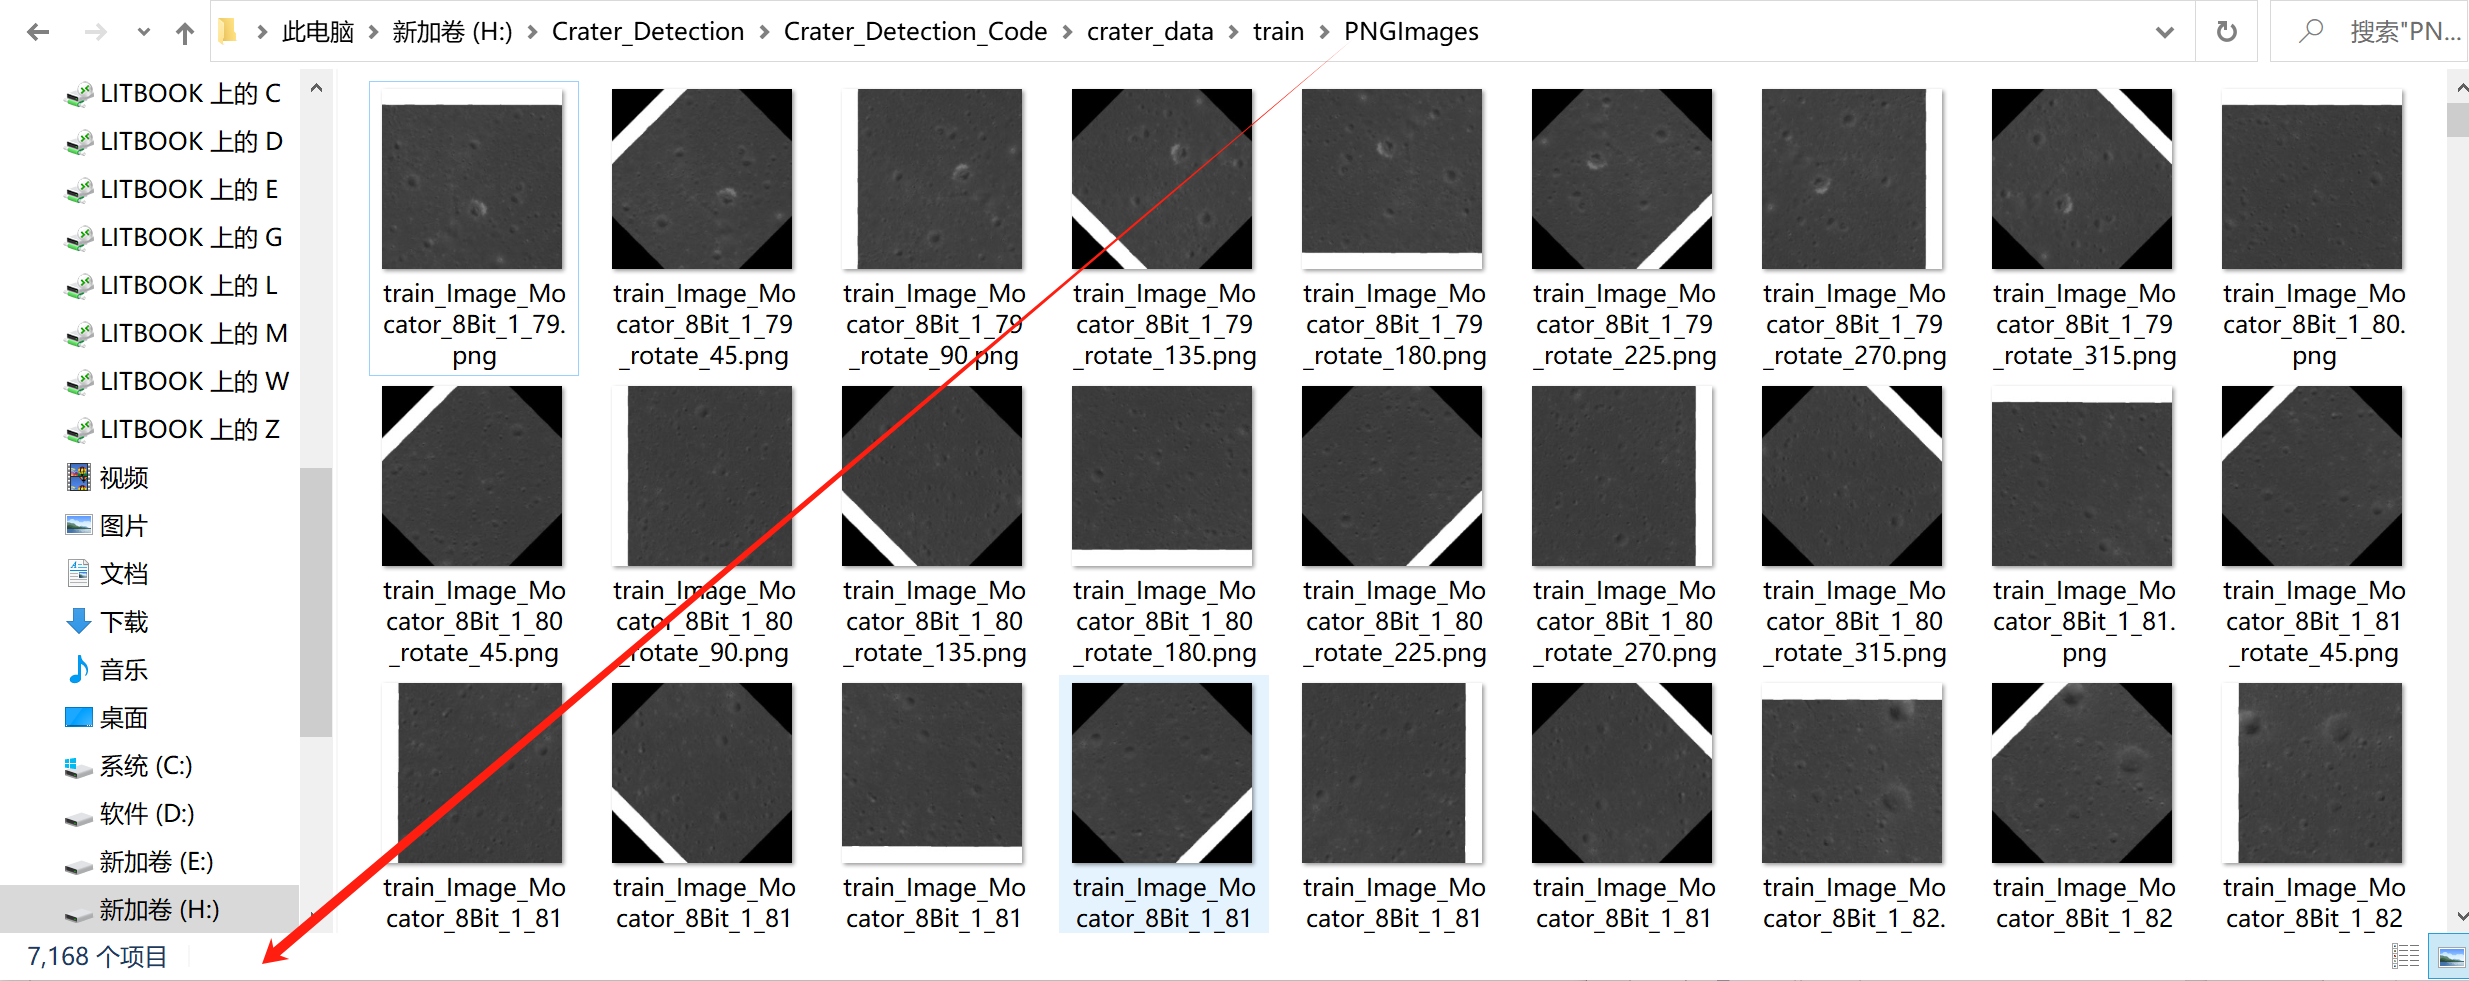 此电脑 新加卷 (H:) Crater_Detection Crater_Detection_Code crater_data train PNGImages
搜索"PN...
LITBOOK 上的 C
LITBOOK 上的 D
LITBOOK 上的 E
LITBOOK 上的 G
LITBOOK 上的 L
LITBOOK 上的 M
LITBOOK 上的 W
LITBOOK 上的 Z
视频
图片
文档
下载
音乐
桌面
系统 (C:)
软件 (D:)
新加卷 (E:)
新加卷 (H:)
train_Image_Mo
cator_8Bit_1_79.
png
train_Image_Mo
cator_8Bit_1_79
_rotate_45.png
train_Image_Mo
cator_8Bit_1_79
_rotate_90.png
train_Image_Mo
cator_8Bit_1_79
_rotate_135.png
train_Image_Mo
cator_8Bit_1_79
_rotate_180.png
train_Image_Mo
cator_8Bit_1_79
_rotate_225.png
train_Image_Mo
cator_8Bit_1_79
_rotate_270.png
train_Image_Mo
cator_8Bit_1_79
_rotate_315.png
train_Image_Mo
cator_8Bit_1_80.
png
train_Image_Mo
cator_8Bit_1_80
_rotate_45.png
train_Image_Mo
cator_8Bit_1_80
_rotate_90.png
train_Image_Mo
cator_8Bit_1_80
_rotate_135.png
train_Image_Mo
cator_8Bit_1_80
_rotate_180.png
train_Image_Mo
cator_8Bit_1_80
_rotate_225.png
train_Image_Mo
cator_8Bit_1_80
_rotate_270.png
train_Image_Mo
cator_8Bit_1_80
_rotate_315.png
train_Image_Mo
cator_8Bit_1_81.
png
train_Image_Mo
cator_8Bit_1_81
_rotate_45.png
train_Image_Mo
cator_8Bit_1_81
train_Image_Mo
cator_8Bit_1_81
train_Image_Mo
cator_8Bit_1_81
train_Image_Mo
cator_8Bit_1_81
train_Image_Mo
cator_8Bit_1_81
train_Image_Mo
cator_8Bit_1_81
train_Image_Mo
cator_8Bit_1_82.
train_Image_Mo
cator_8Bit_1_82
train_Image_Mo
cator_8Bit_1_82
7,168 个项目